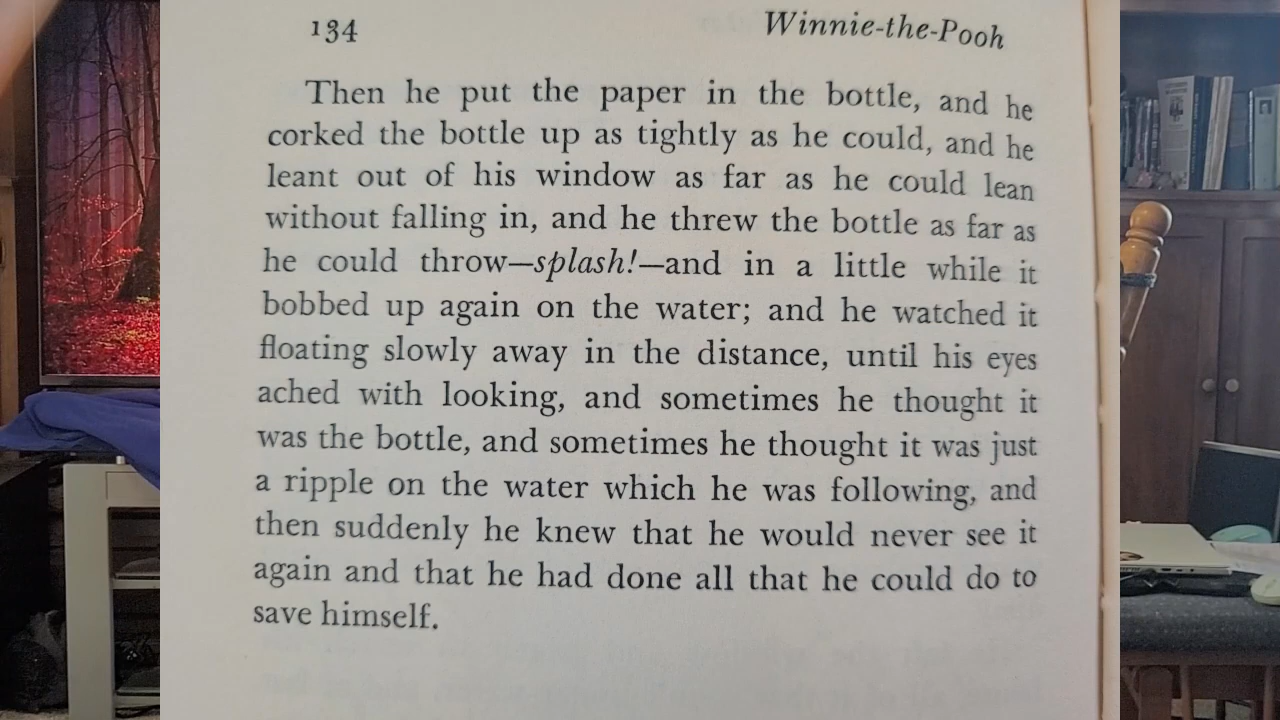 134
Winnie-the-Pooh
Then he put the paper in the bottle, and he
corked the bottle up as tightly as he could, and he
leant out of his window as far as he could lean
without falling in, and he threw the bottle as far as
he could throw—splash!—and in a little while it
bobbed up again on the water; and he watched it
floating slowly away in the distance, until his eyes
ached with looking, and sometimes he thought it
was the bottle, and sometimes he thought it was just
a ripple on the water which he was following, and
then suddenly he knew that he would never see it
again and that he had done all that he could do to
save himself.